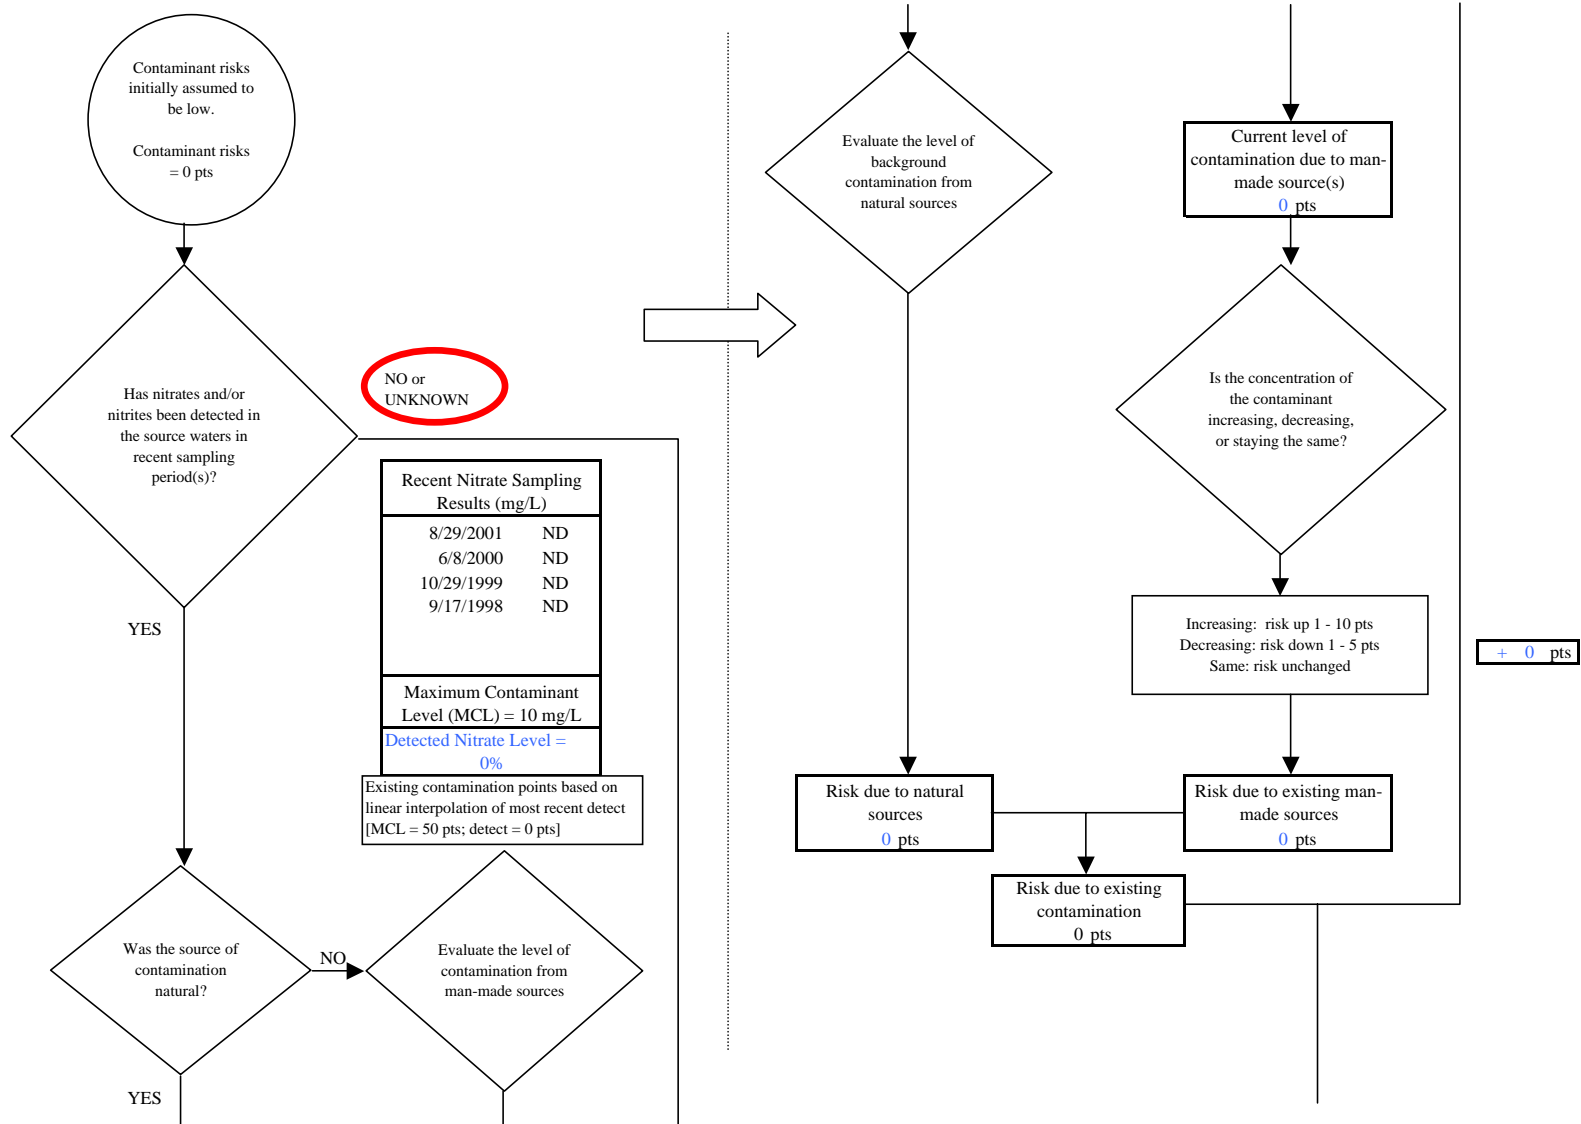 Contaminant risks
initially assumed to
be low.
Contaminant risks
= 0 pts
Has nitrates and/or
nitrites been detected in
the source waters in
recent sampling
period(s)?
NO or
UNKNOWN
YES
Recent Nitrate Sampling
Results (mg/L)
8/29/2001 ND
6/8/2000 ND
10/29/1999 ND
9/17/1998 ND
Maximum Contaminant
Level (MCL) = 10 mg/L
Detected Nitrate Level =
0%
Existing contamination points based on
linear interpolation of most recent detect
[MCL = 50 pts; detect = 0 pts]
Was the source of
contamination
natural?
NO
YES
Evaluate the level of
contamination from
man-made sources
Evaluate the level of
background
contamination from
natural sources
Current level of
contamination due to man-
made source(s)
0 pts
Is the concentration of
the contaminant
increasing, decreasing,
or staying the same?
Increasing: risk up 1 - 10 pts
Decreasing: risk down 1 - 5 pts
Same: risk unchanged
+ 0 pts
Risk due to natural
sources
0 pts
Risk due to existing man-
made sources
0 pts
Risk due to existing
contamination
0 pts